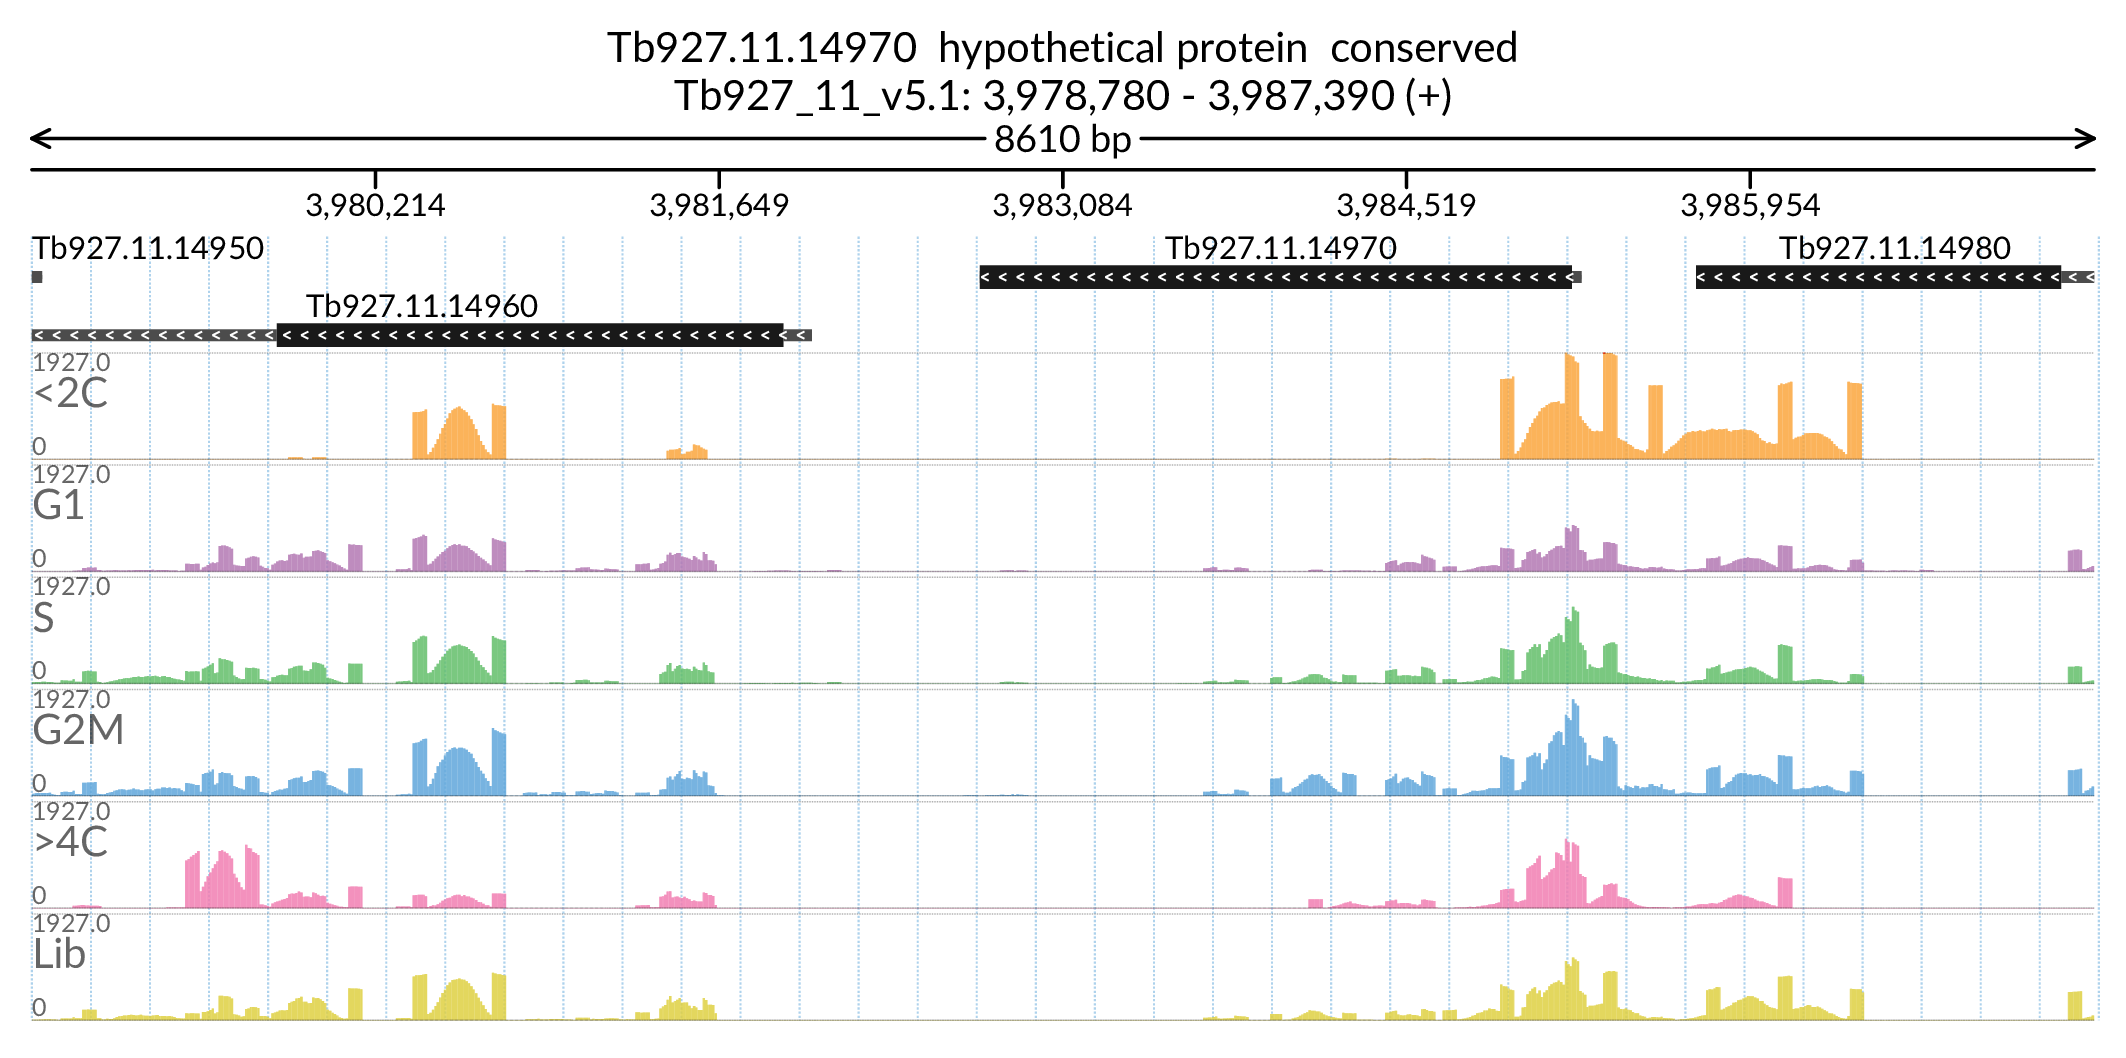 Tb927.11.14970  hypothetical protein  conserved
Tb927_11_v5.1: 3,978,780 - 3,987,390 (+)
8610 bp
3,980,214 3,981,649 3,983,084 3,984,519 3,985,954
Tb927.11.14950 Tb927.11.14970 Tb927.11.14980
Tb927.11.14960
1927.0
<2C
0
1927.0
G1
0
1927.0
S
0
1927.0
G2M
0
1927.0
>4C
0
1927.0
Lib
0